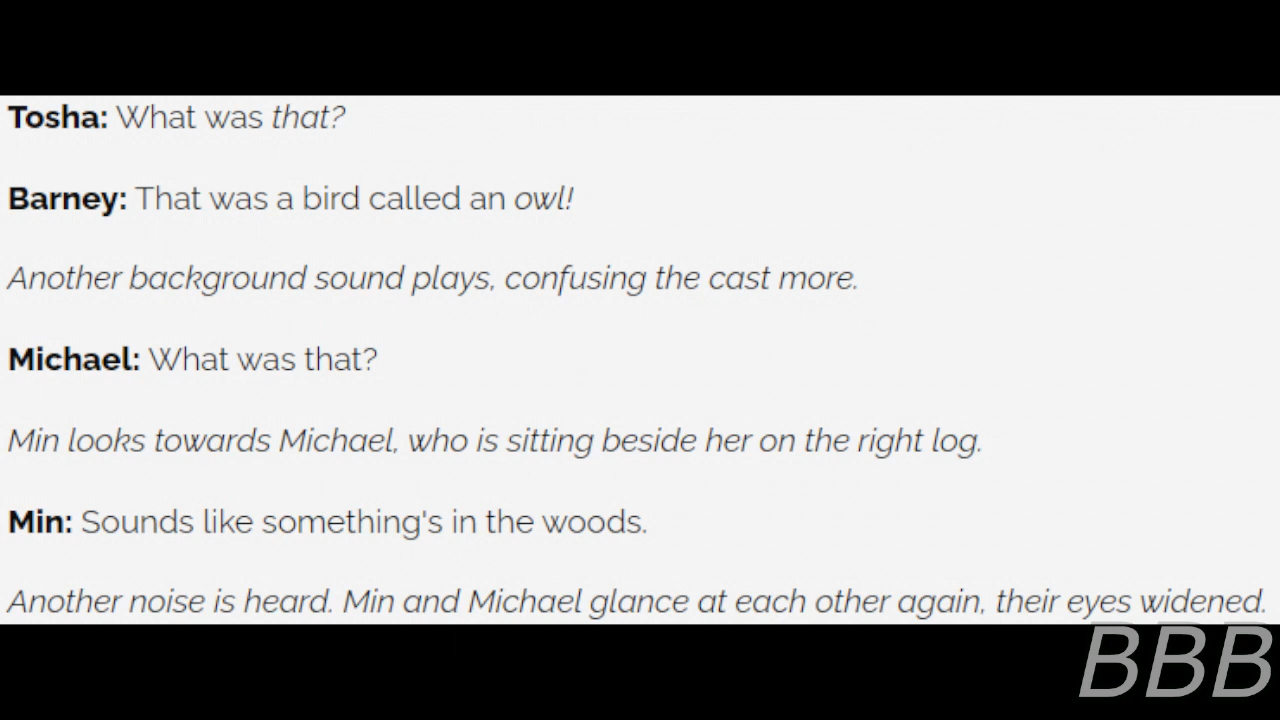 Tosha: What was that?
Barney: That was a bird called an owl!
Another background sound plays, confusing the cast more.
Michael: What was that?
Min looks towards Michael, who is sitting beside her on the right log.
Min: Sounds like something's in the woods.
Another noise is heard. Min and Michael glance at each other again, their eyes widened.
BBB